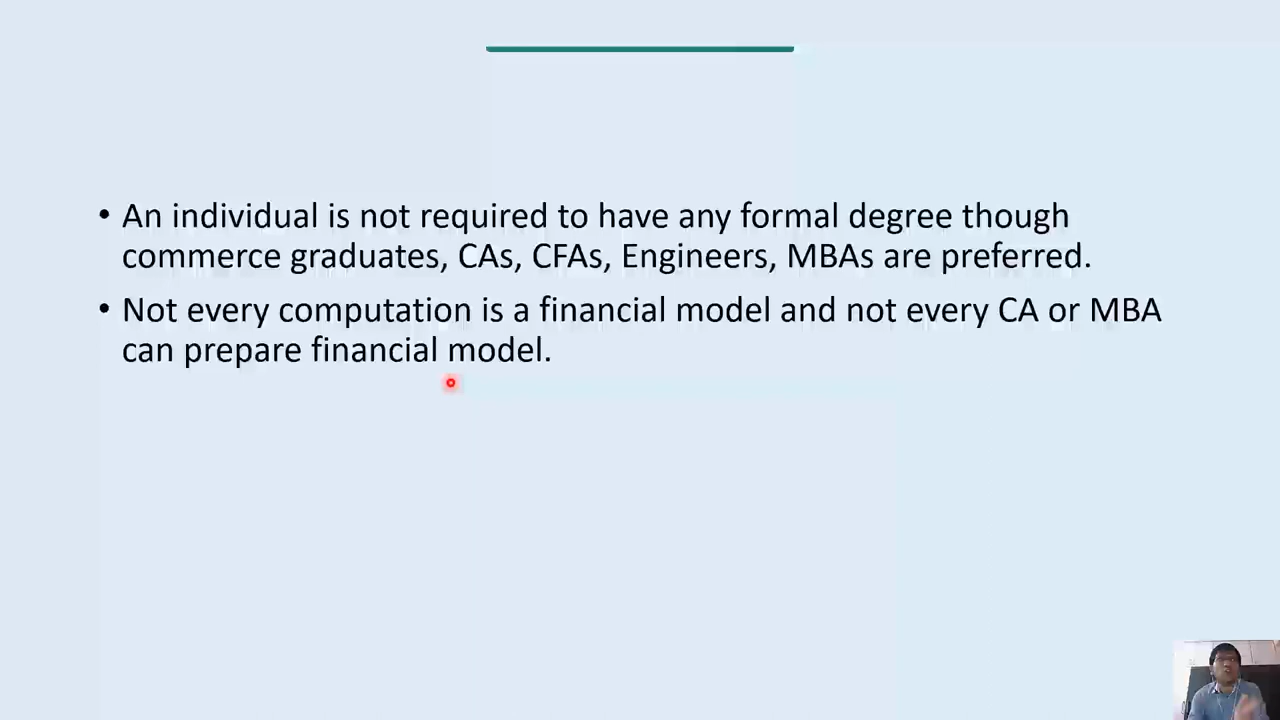 • An individual is not required to have any formal degree though
commerce graduates, CAs, CFAs, Engineers, MBAs are preferred.
• Not every computation is a financial model and not every CA or MBA
can prepare financial model.